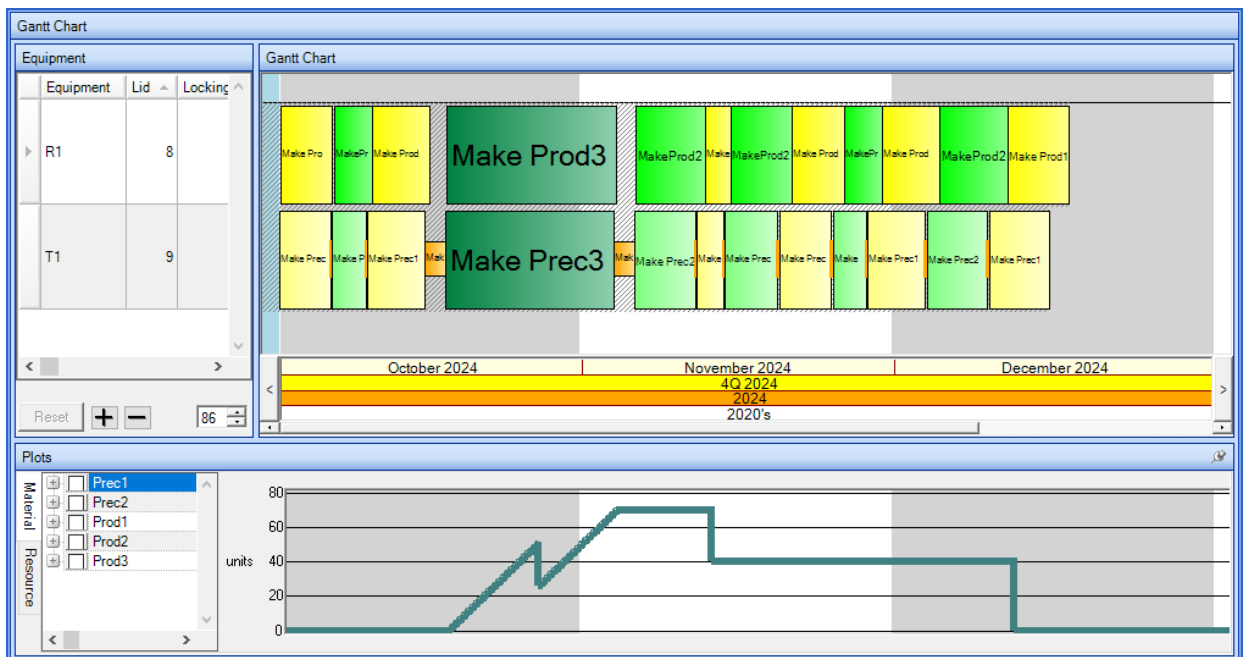 Gantt Chart
Equipment
Gantt Chart
Equipment Lid Locking
R1 8
Make Pro MakePr Make Prod Make Prod3 MakeProd2 Make MakeProd2 Make Prod MakePr Make Prod MakeProd2 Make Prod1
T1 9
Make Prec Make P Make Prec1 Mak Make Prec3 Mak Make Prec2 Make Make Prec Make Prec Make Make Prec1 Make Prec2 Make Prec1
October 2024 November 2024 December 2024
4Q 2024
2024
2020's
Reset 86
Plots
Material
Resource
Prec1
Prec2
Prod1
Prod2
Prod3
units
80
60
40
20
0